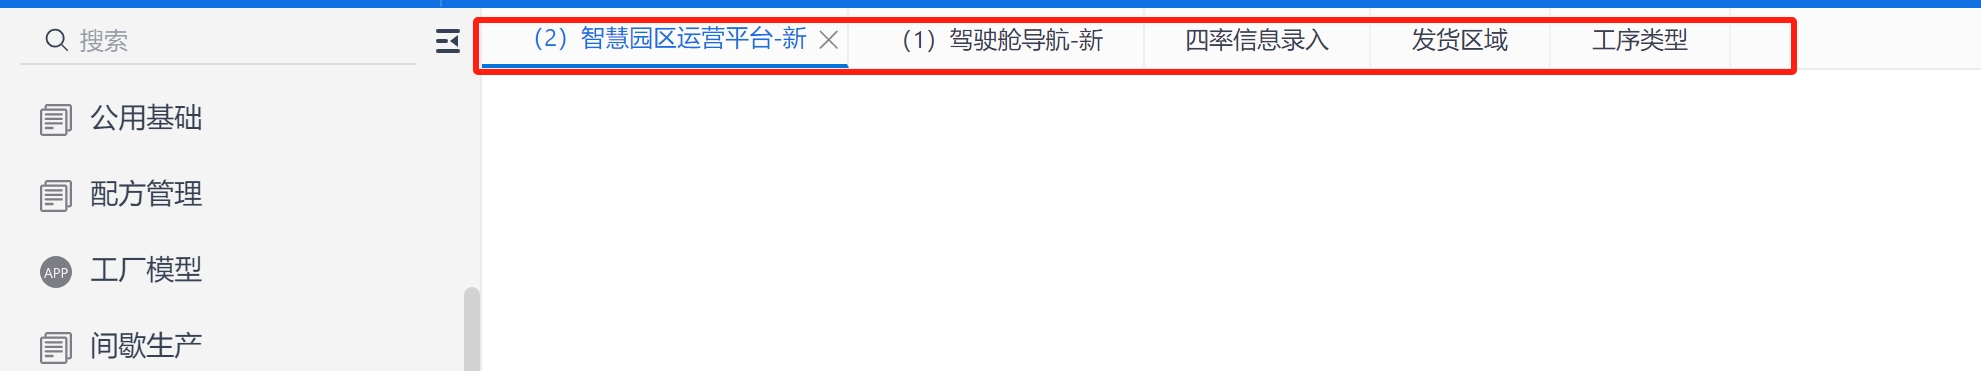 搜索
（2）智慧园区运营平台-新
（1）驾驶舱导航-新
四率信息录入
发货区域
工序类型
公用基础
配方管理
APP 工厂模型
间歇生产